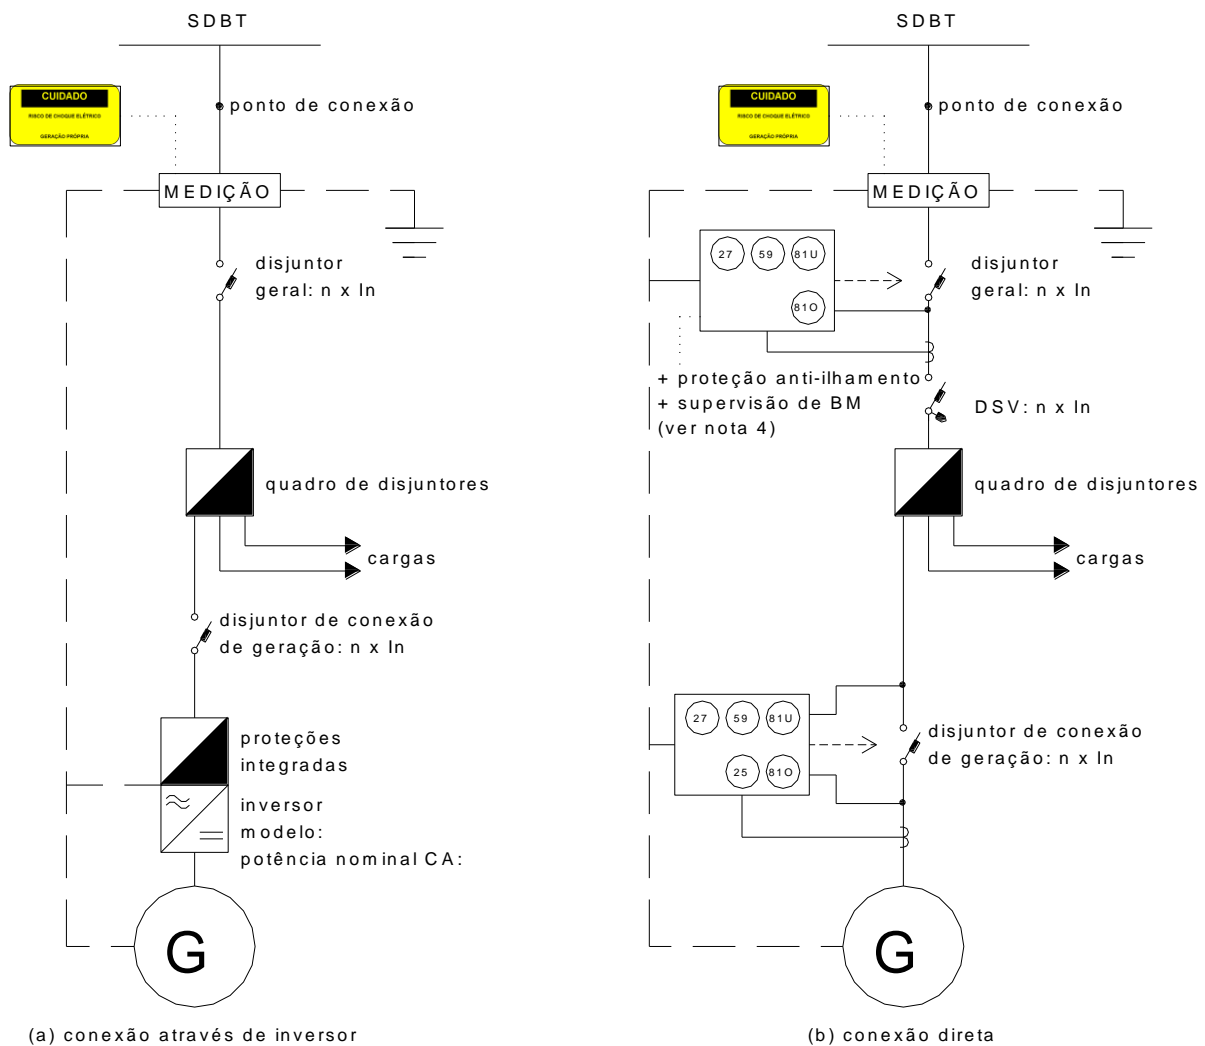 SDBT
CUIDADO
RISCO DE CHOQUE ELÉTRICO
GERAÇÃO PRÓPRIA
ponto de conexão
MEDIÇÃO
disjuntor
geral: n x In
quadro de disjuntores
cargas
disjuntor de conexão
de geração: n x In
proteções
integradas
inversor
modelo:
potência nominal CA:
G
(a) conexão através de inversor
SDBT
CUIDADO
RISCO DE CHOQUE ELÉTRICO
GERAÇÃO PRÓPRIA
ponto de conexão
MEDIÇÃO
27 59 81U
81O
disjuntor
geral: n x In
+ proteção anti-ilhamento
+ supervisão de BM
(ver nota 4)
DSV: n x In
quadro de disjuntores
cargas
27 59 81U
25 81O
disjuntor de conexão
de geração: n x In
G
(b) conexão direta